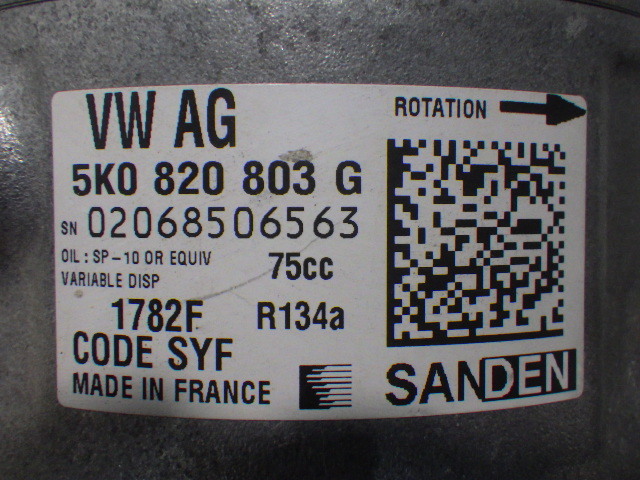 VW AG
ROTATION
5K0 820 803 G
SN 02068506563
OIL : SP-10 OR EQUIV 75cc
VARIABLE DISP
1782F R134a
CODE SYF
MADE IN FRANCE
SANDEN